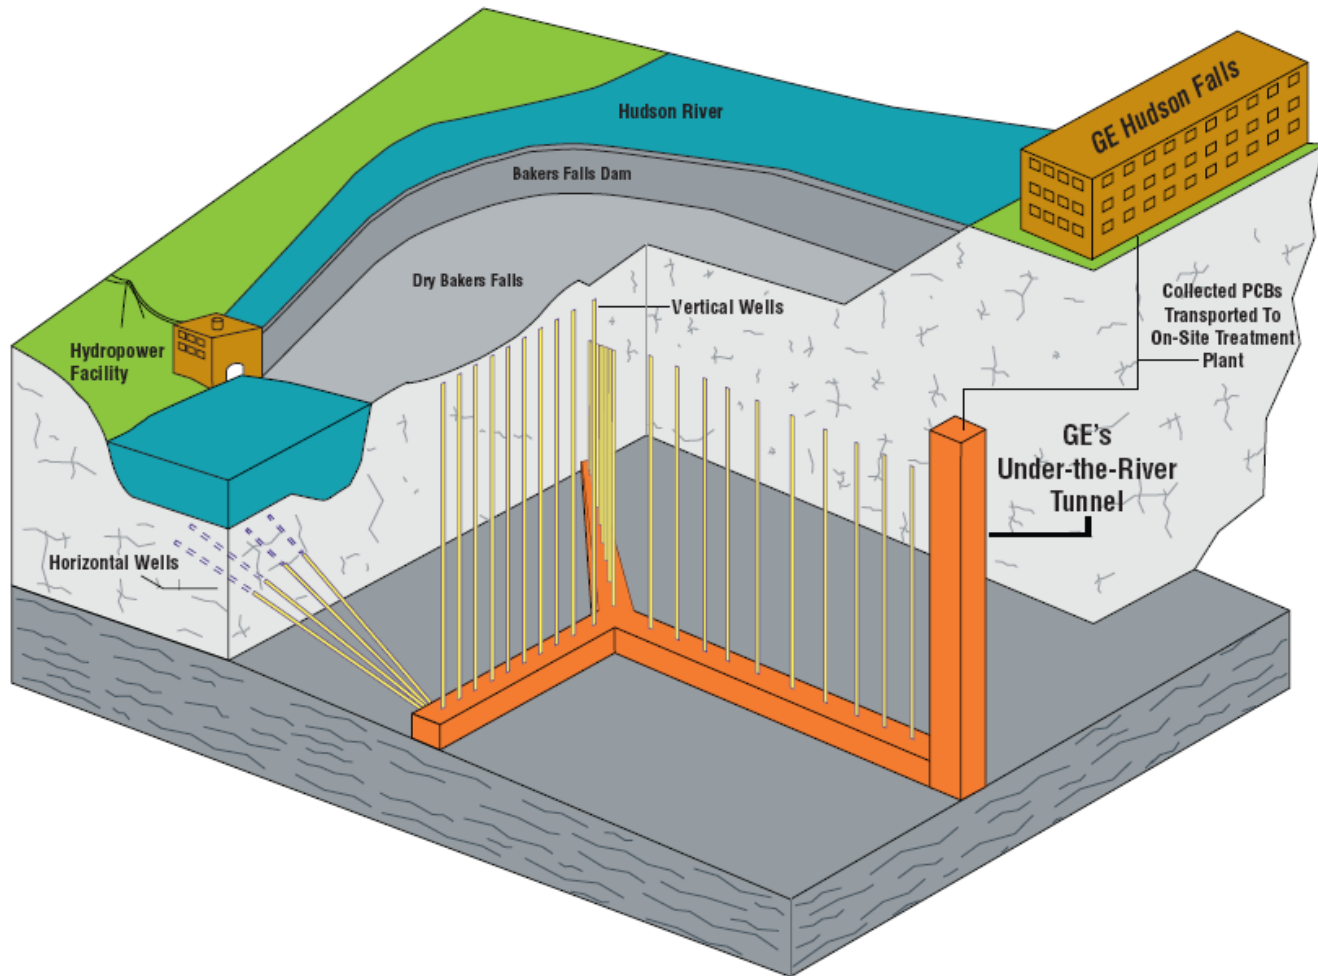 GE Hudson Falls
Hudson River
Bakers Falls Dam
Dry Bakers Falls
Vertical Wells
Collected PCBs
Transported To
On-Site Treatment
Plant
Hydropower
Facility
GE's
Under-the-River
Tunnel
Horizontal Wells